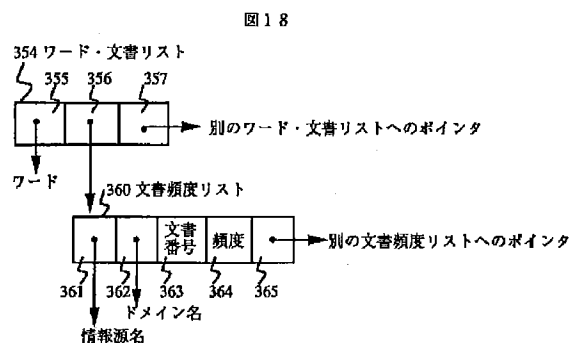 図18
354 ワード・文書リスト
355 356 357
別のワード・文書リストへのポインタ
ワード
360 文書頻度リスト
文書番号 頻度
別の文書頻度リストへのポインタ
361 362 363 364 365
ドメイン名
情報源名